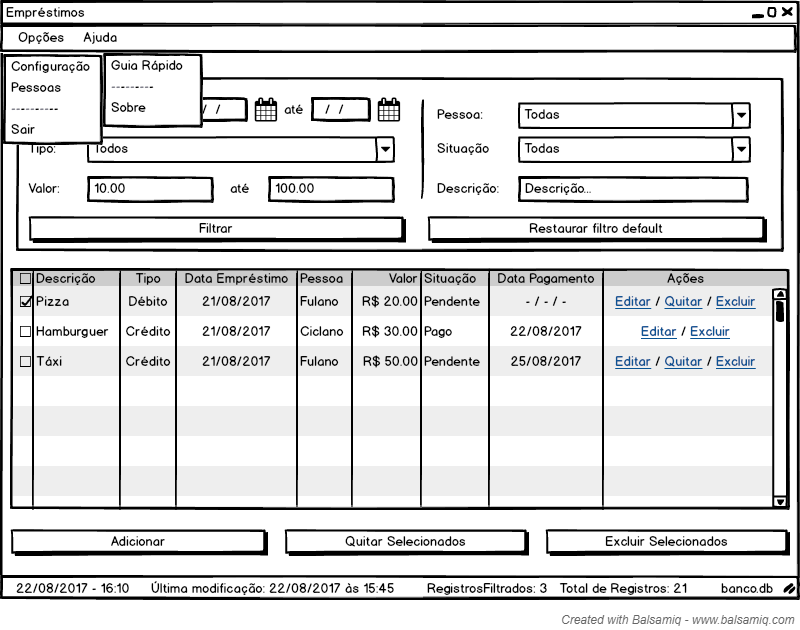 Empréstimos
Opções Ajuda
Configuração
Pessoas
----------
Sair
Guia Rápido
---------
Sobre
/ / até / /
Tipo: Todos
Valor: 10.00 até 100.00
Pessoa: Todas
Situação Todas
Descrição: Descrição...
Filtrar Restaurar filtro default
Descrição Tipo Data Empréstimo Pessoa Valor Situação Data Pagamento Ações
Pizza Débito 21/08/2017 Fulano R$ 20.00 Pendente - / - / - Editar / Quitar / Excluir
Hamburguer Crédito 21/08/2017 Ciclano R$ 30.00 Pago 22/08/2017 Editar / Excluir
Táxi Crédito 21/08/2017 Fulano R$ 50.00 Pendente 25/08/2017 Editar / Quitar / Excluir
Adicionar Quitar Selecionados Excluir Selecionados
22/08/2017 - 16:10 Última modificação: 22/08/2017 às 15:45 RegistrosFiltrados: 3 Total de Registros: 21 banco.db
Created with Balsamiq - www.balsamiq.com